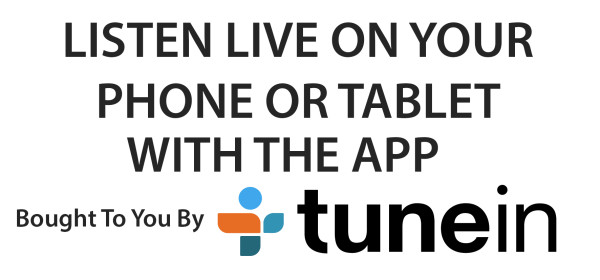 LISTEN LIVE ON YOUR
PHONE OR TABLET
WITH THE APP
Bought To You By tunein